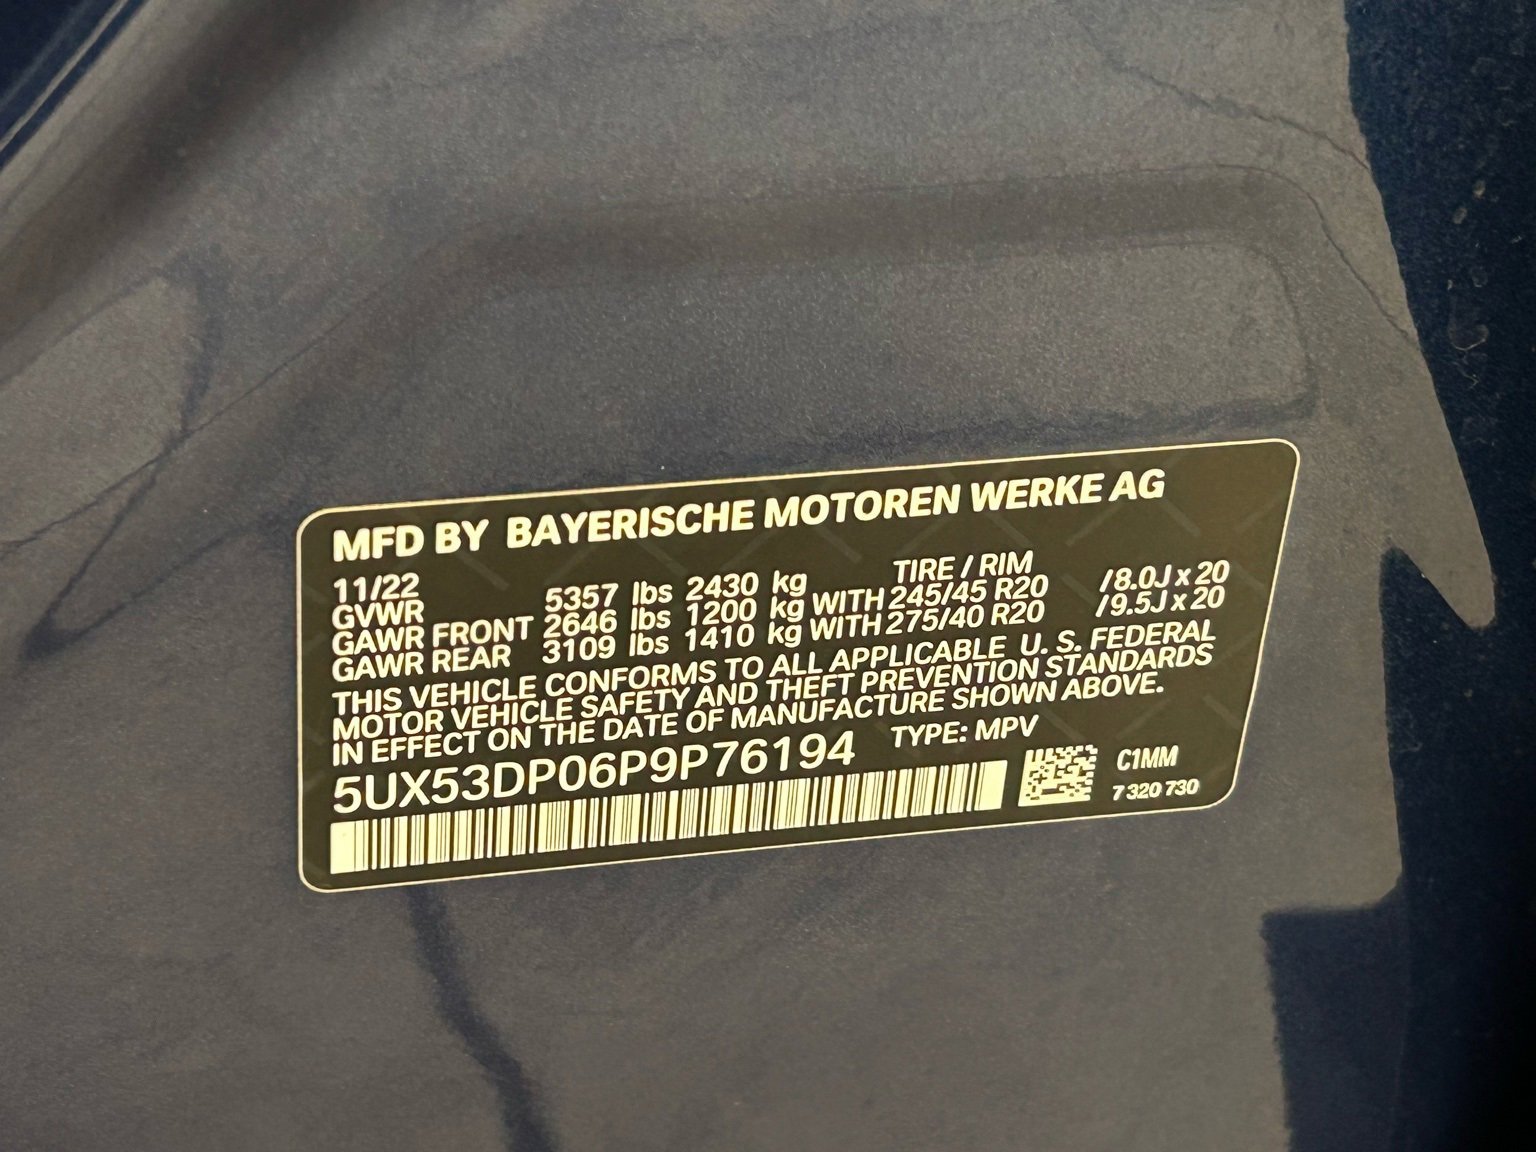 MFD BY BAYERISCHE MOTOREN WERKE AG
11/22 TIRE / RIM
GVWR 5357 lbs 2430 kg
GAWR FRONT 2646 lbs 1200 kg WITH 245/45 R20 /8.0J x 20
GAWR REAR 3109 lbs 1410 kg WITH 275/40 R20 /9.5J x 20
THIS VEHICLE CONFORMS TO ALL APPLICABLE U. S. FEDERAL
MOTOR VEHICLE SAFETY AND THEFT PREVENTION STANDARDS
IN EFFECT ON THE DATE OF MANUFACTURE SHOWN ABOVE.
5UX53DP06P9P76194 TYPE: MPV
C1MM
7 320 730